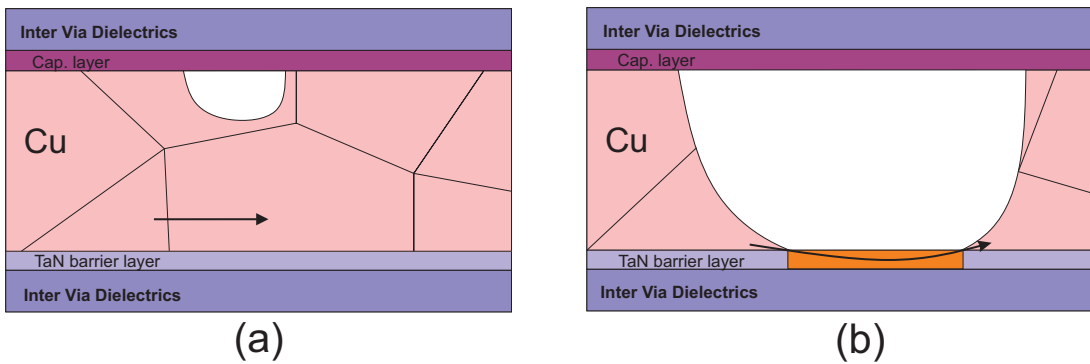 Inter Via Dielectrics
Cap. layer
Cu
TaN barrier layer
Inter Via Dielectrics
(a)
Inter Via Dielectrics
Cap. layer
Cu
TaN barrier layer
Inter Via Dielectrics
(b)